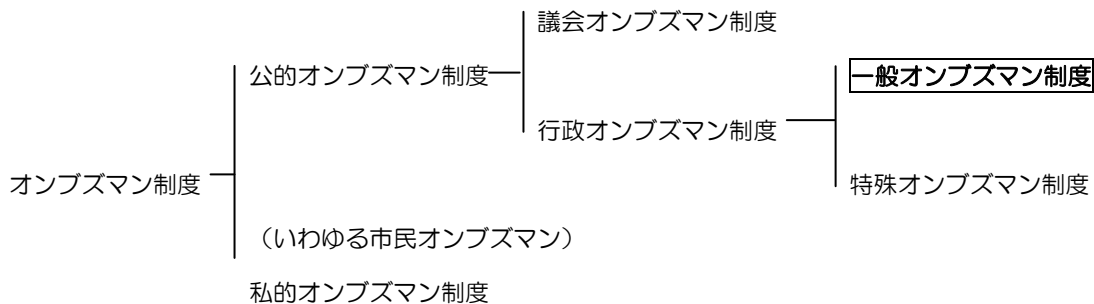 議会オンブズマン制度
公的オンブズマン制度
一般オンブズマン制度
行政オンブズマン制度
オンブズマン制度
特殊オンブズマン制度
（いわゆる市民オンブズマン）
私的オンブズマン制度